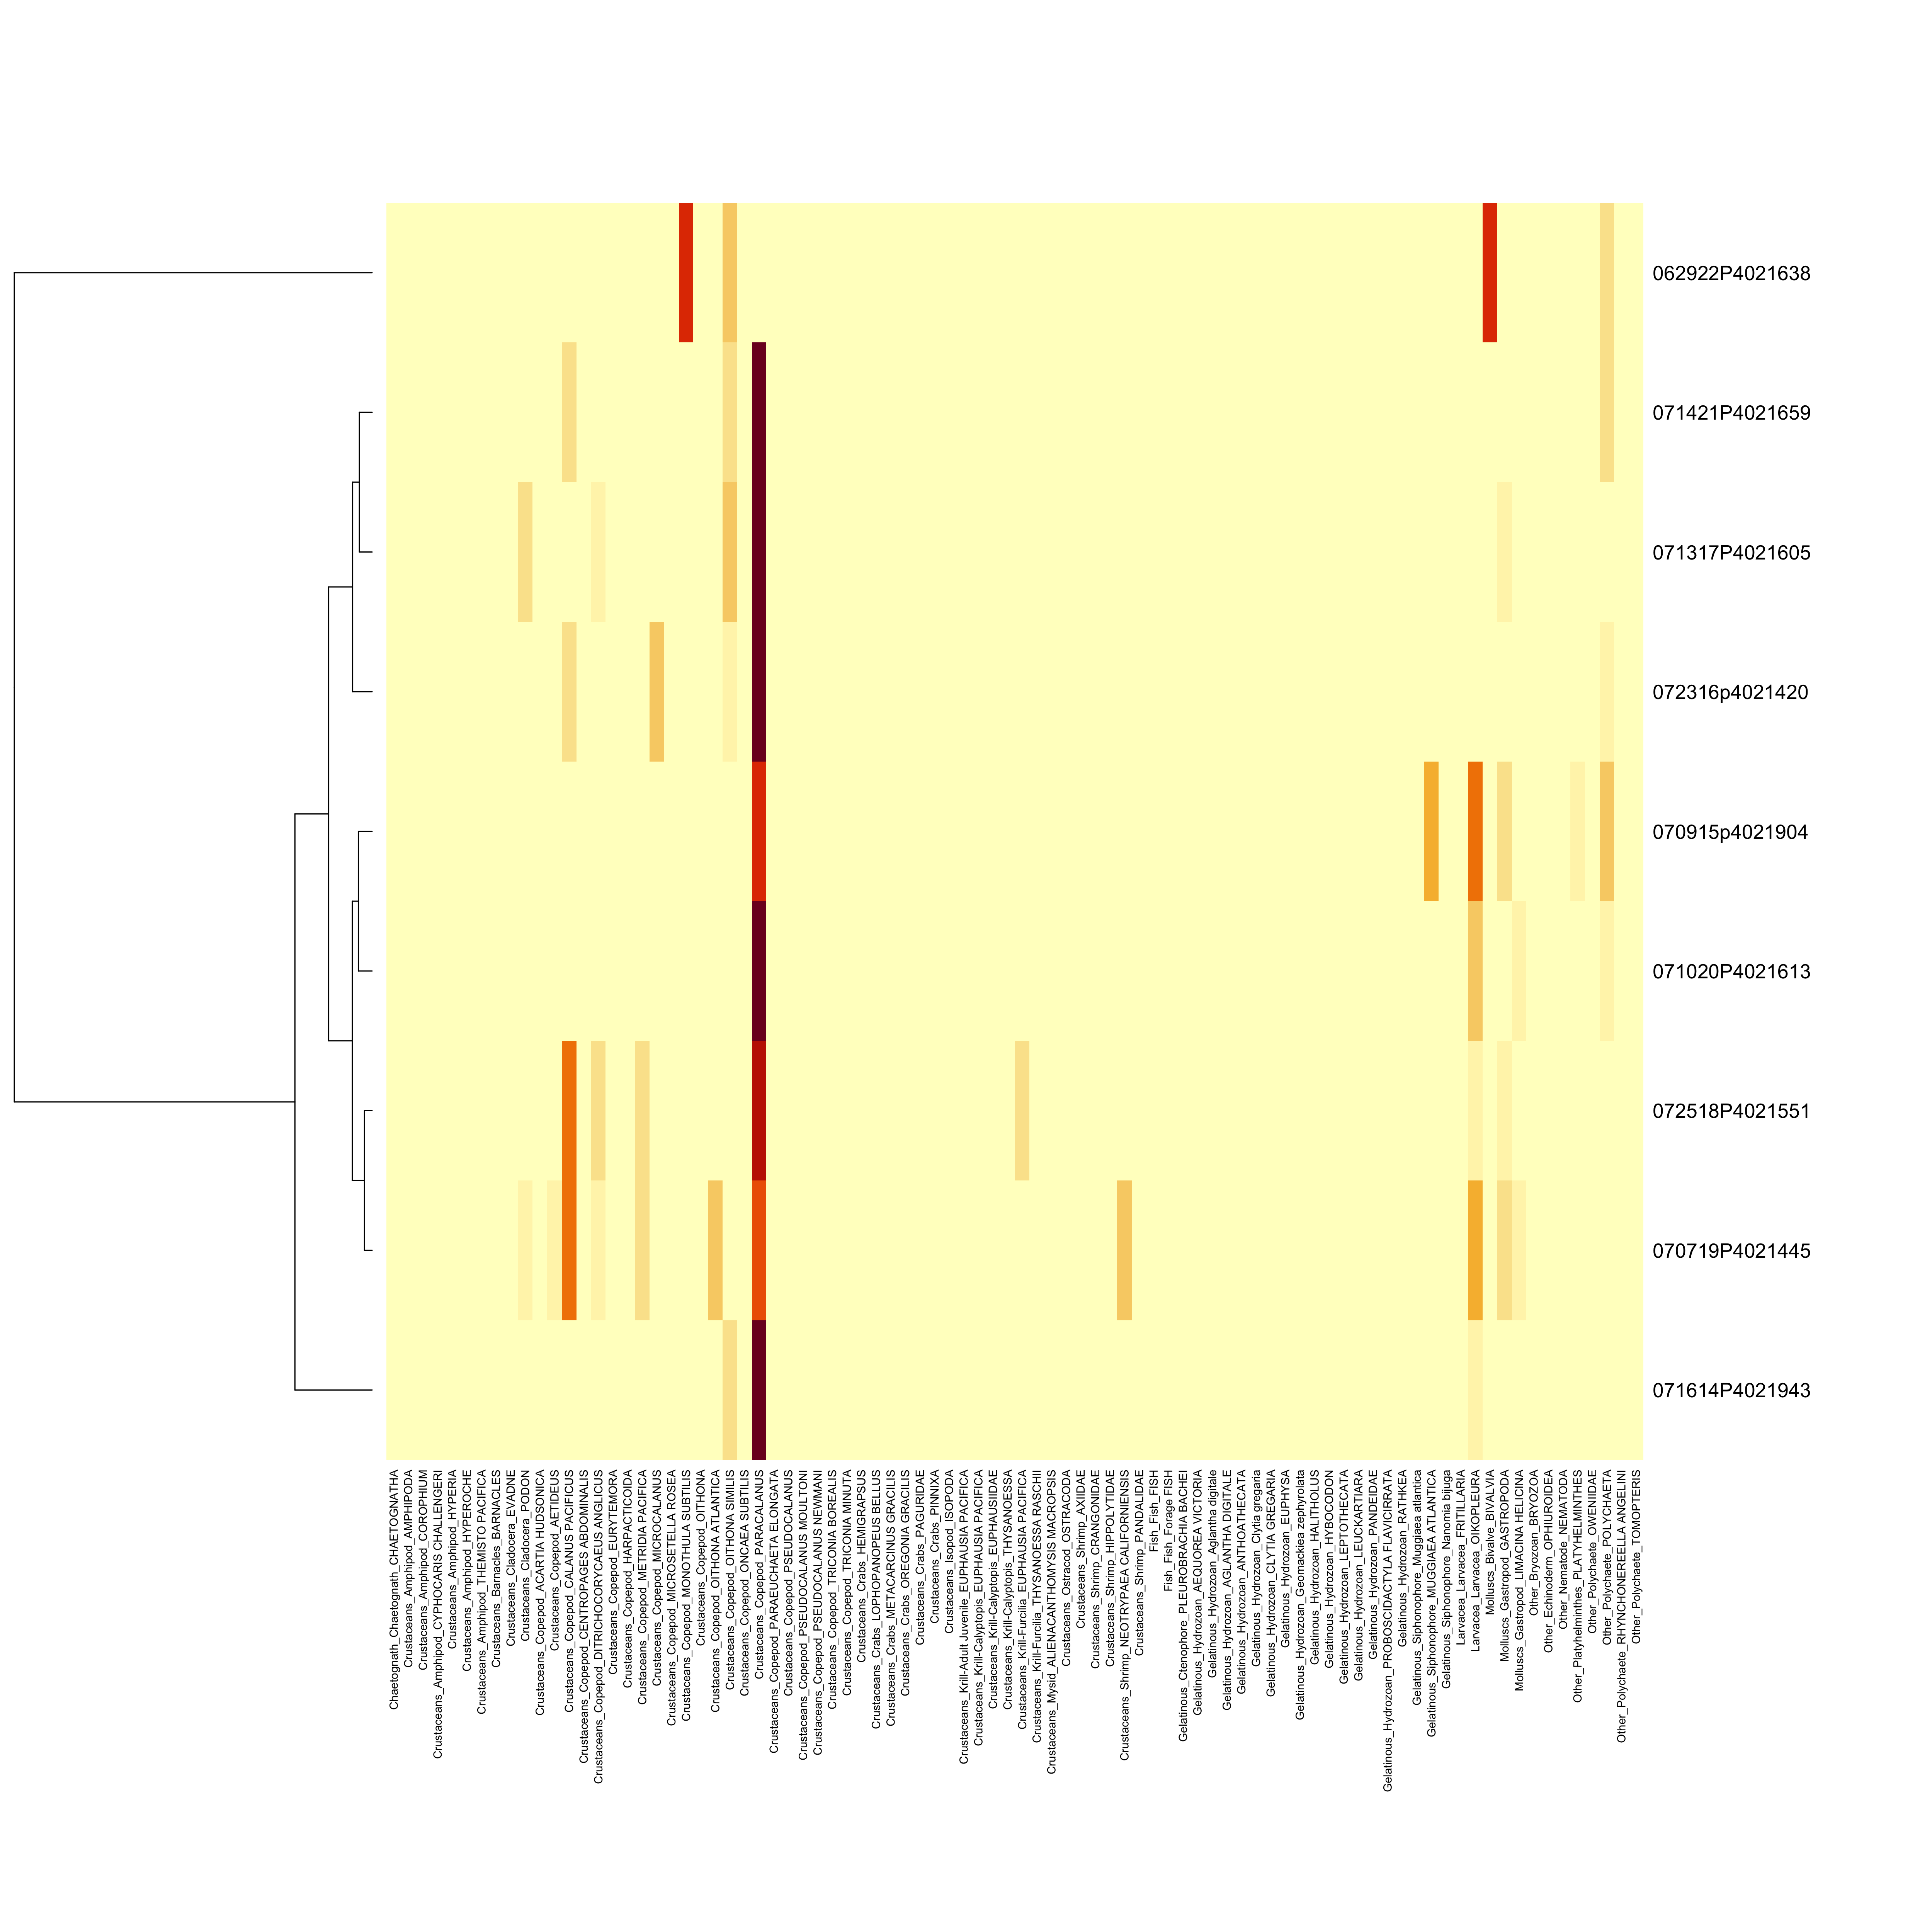 062922P4021638
071421P4021659
071317P4021605
072316p4021420
070915p4021904
071020P4021613
072518P4021551
070719P4021445
071614P4021943
Chaetognath_Chaetognath_CHAETOGNATHA
Crustaceans_Amphipod_AMPHIPODA
Crustaceans_Amphipod_COROPHIUM
Crustaceans_Amphipod_CYPHOCARIS CHALLENGERI
Crustaceans_Amphipod_HYPERIA
Crustaceans_Amphipod_HYPEROCHE
Crustaceans_Amphipod_THEMISTO PACIFICA
Crustaceans_Barnacles_BARNACLES
Crustaceans_Cladocera_EVADNE
Crustaceans_Cladocera_PODON
Crustaceans_Copepod_ACARTIA HUDSONICA
Crustaceans_Copepod_AETIDEUS
Crustaceans_Copepod_CALANUS PACIFICUS
Crustaceans_Copepod_CENTROPAGES ABDOMINALIS
Crustaceans_Copepod_DITRICHOCORYCAEUS ANGLICUS
Crustaceans_Copepod_EURYTEMORA
Crustaceans_Copepod_HARPACTICOIDA
Crustaceans_Copepod_METRIDIA PACIFICA
Crustaceans_Copepod_MICROCALANUS
Crustaceans_Copepod_MICROSETELLA ROSEA
Crustaceans_Copepod_MONOTHULA SUBTILIS
Crustaceans_Copepod_OITHONA
Crustaceans_Copepod_OITHONA ATLANTICA
Crustaceans_Copepod_OITHONA SIMILIS
Crustaceans_Copepod_ONCAEA SUBTILIS
Crustaceans_Copepod_PARACALANUS
Crustaceans_Copepod_PARAEUCHAETA ELONGATA
Crustaceans_Copepod_PSEUDOCALANUS
Crustaceans_Copepod_PSEUDOCALANUS MOULTONI
Crustaceans_Copepod_PSEUDOCALANUS NEWMANI
Crustaceans_Copepod_TRICONIA BOREALIS
Crustaceans_Copepod_TRICONIA MINUTA
Crustaceans_Crabs_HEMIGRAPSUS
Crustaceans_Crabs_LOPHOPANOPEUS BELLUS
Crustaceans_Crabs_METACARCINUS GRACILIS
Crustaceans_Crabs_OREGONIA GRACILIS
Crustaceans_Crabs_PAGURIDAE
Crustaceans_Crabs_PINNIXA
Crustaceans_Isopod_ISOPODA
Crustaceans_Krill-Adult Juvenile_EUPHAUSIA PACIFICA
Crustaceans_Krill-Calyptopis_EUPHAUSIA PACIFICA
Crustaceans_Krill-Calyptopis_EUPHAUSIIDAE
Crustaceans_Krill-Calyptopis_THYSANOESSA
Crustaceans_Krill-Furcilia_EUPHAUSIA PACIFICA
Crustaceans_Krill-Furcilia_THYSANOESSA RASCHII
Crustaceans_Mysid_ALIENACANTHOMYSIS MACROPSIS
Crustaceans_Ostracod_OSTRACODA
Crustaceans_Shrimp_AXIIDAE
Crustaceans_Shrimp_CRANGONIDAE
Crustaceans_Shrimp_HIPPOLYTIDAE
Crustaceans_Shrimp_NEOTRYPAEA CALIFORNIENSIS
Crustaceans_Shrimp_PANDALIDAE
Fish_Fish_FISH
Fish_Fish_Forage FISH
Gelatinous_Ctenophore_PLEUROBRACHIA BACHEI
Gelatinous_Hydrozoan_AEQUOREA VICTORIA
Gelatinous_Hydrozoan_Aglantha digitale
Gelatinous_Hydrozoan_AGLANTHA DIGITALE
Gelatinous_Hydrozoan_ANTHOATHECATA
Gelatinous_Hydrozoan_Clytia gregaria
Gelatinous_Hydrozoan_CLYTIA GREGARIA
Gelatinous_Hydrozoan_EUPHYSA
Gelatinous_Hydrozoan_Geomackiea zephyrolata
Gelatinous_Hydrozoan_HALITHOLUS
Gelatinous_Hydrozoan_HYBOCODON
Gelatinous_Hydrozoan_LEPTOTHECATA
Gelatinous_Hydrozoan_LEUCKARTIARA
Gelatinous_Hydrozoan_PANDEIDAE
Gelatinous_Hydrozoan_PROBOSCIDACTYLA FLAVICIRRATA
Gelatinous_Hydrozoan_RATHKEA
Gelatinous_Siphonophore_Muggiaea atlantica
Gelatinous_Siphonophore_MUGGIAEA ATLANTICA
Gelatinous_Siphonophore_Nanomia bijuga
Larvacea_Larvacea_FRITILLARIA
Larvacea_Larvacea_OIKOPLEURA
Molluscs_Bivalve_BIVALVIA
Molluscs_Gastropod_GASTROPODA
Molluscs_Gastropod_LIMACINA HELICINA
Other_Bryozoan_BRYOZOA
Other_Echinoderm_OPHIUROIDEA
Other_Nematode_NEMATODA
Other_Platyhelminthes_PLATYHELMINTHES
Other_Polychaete_OWENIIDAE
Other_Polychaete_POLYCHAETA
Other_Polychaete_RHYNCHONEREELLA ANGELINI
Other_Polychaete_TOMOPTERIS